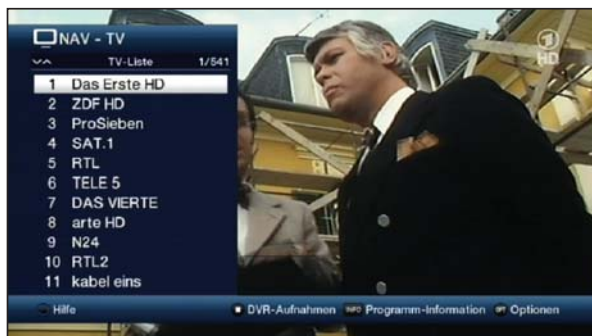 NAV - TV
TV-Liste 1/541
1 Das Erste HD
2 ZDF HD
3 ProSieben
4 SAT.1
5 RTL
6 TELE 5
7 DAS VIERTE
8 arte HD
9 N24
10 RTL2
11 kabel eins
1
HD
Hilfe DVR-Aufnahmen INFO Programm-Information OPT Optionen